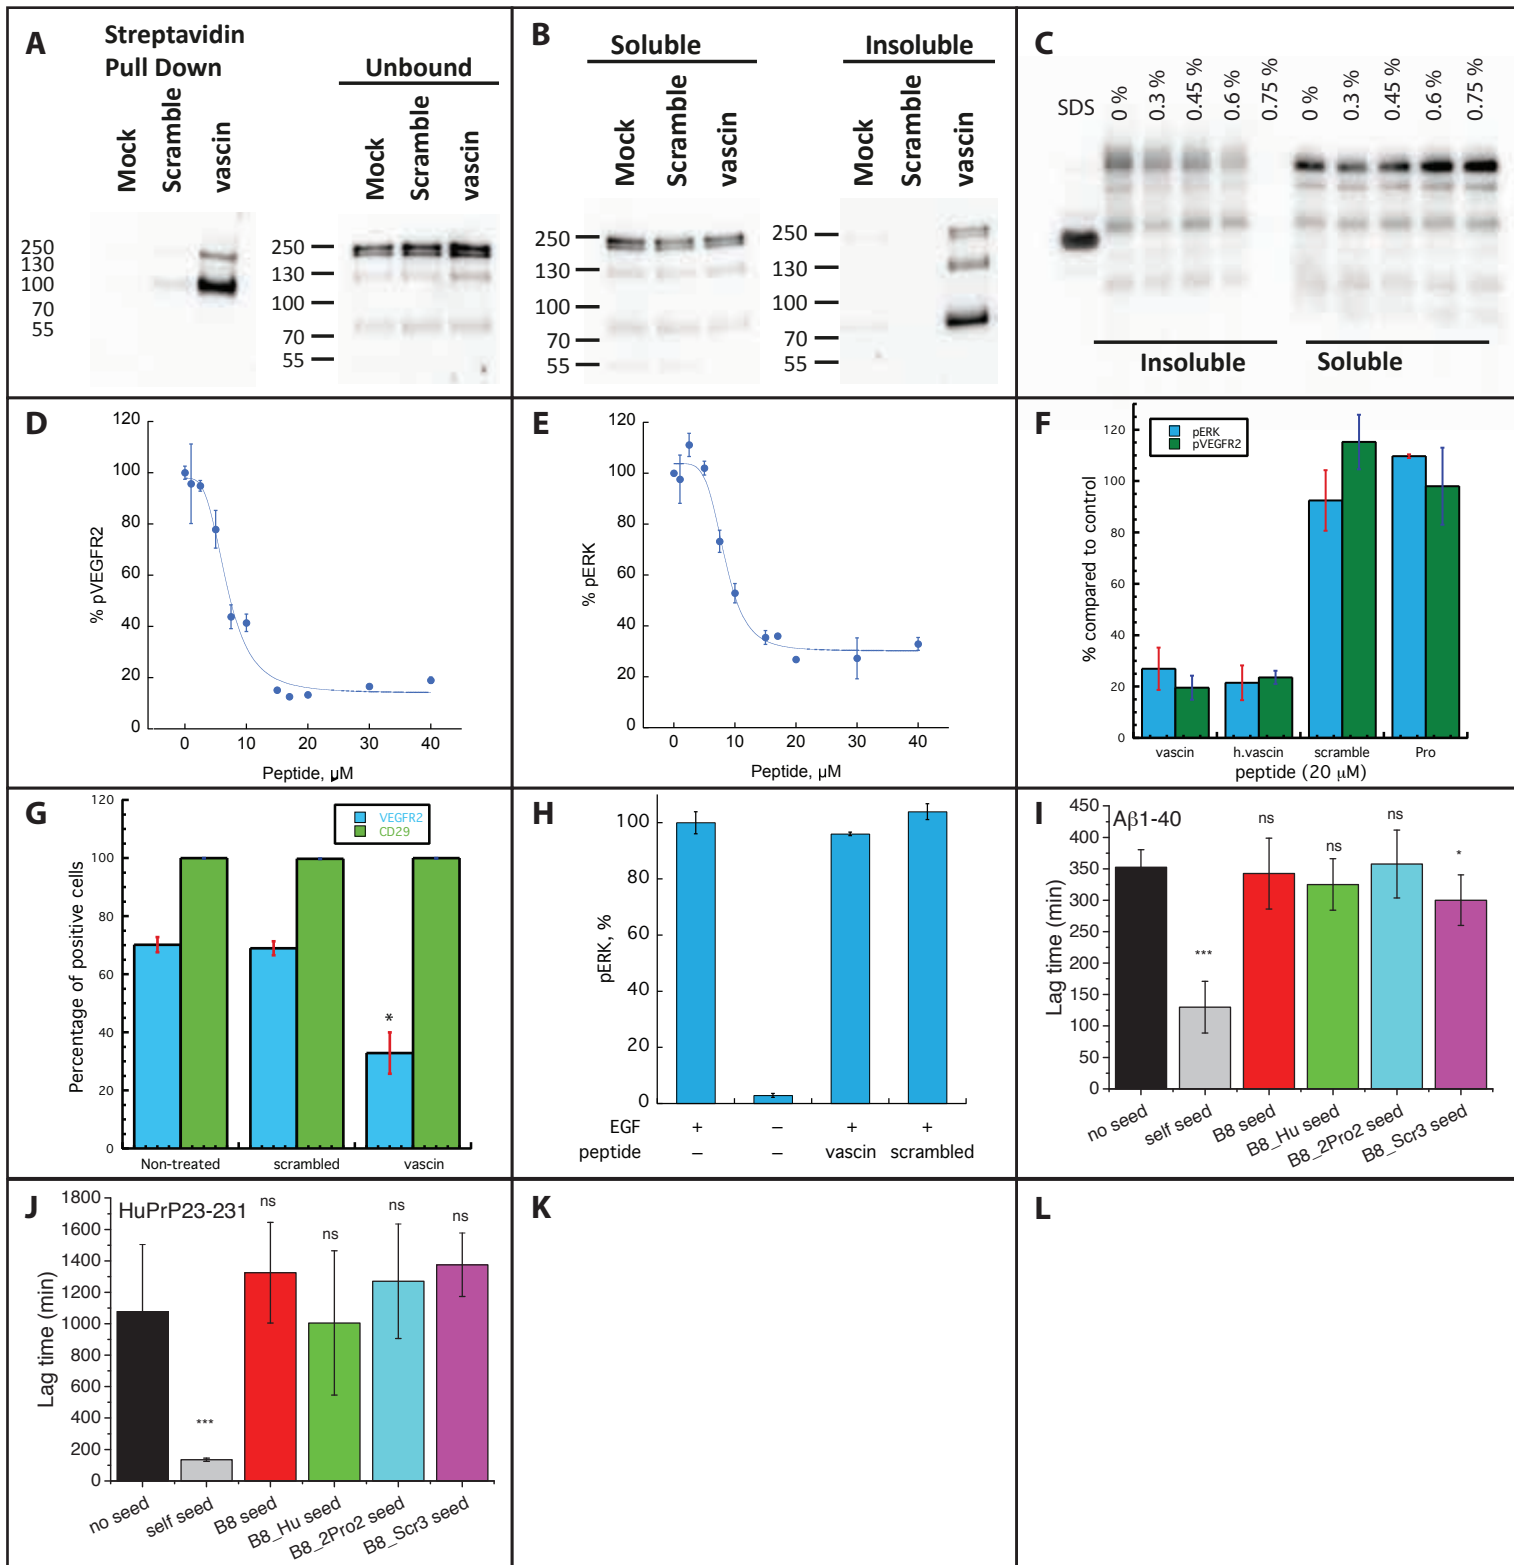 A
Streptavidin
Pull Down
Unbound
Mock
Scramble
vascin
Mock
Scramble
vascin
250
130
100
70
55
250
130
100
70
55
B
Soluble
Insoluble
Mock
Scramble
vascin
Mock
Scramble
vascin
250
130
100
70
55
250
130
100
70
55
C
SDS
0 %
0.3 %
0.45 %
0.6 %
0.75 %
0 %
0.3 %
0.45 %
0.6 %
0.75 %
Insoluble
Soluble
D
120
100
80
60
40
20
0
% pVEGFR2
0 10 20 30 40
Peptide, µM
E
120
100
80
60
40
20
0
% pERK
0 10 20 30 40
Peptide, µM
F
pERK
pVEGFR2
120
100
80
60
40
20
0
% compared to control
vascin h.vascin scramble Pro
peptide (20 µM)
G
VEGFR2
CD29
120
100
80
60
40
20
0
Percentage of positive cells
*
Non-treated scrambled vascin
H
100
80
60
40
20
0
pERK, %
EGF + − + +
peptide − − vascin scrambled
I
Aβ1-40
450
400
350
300
250
200
150
100
50
0
Lag time (min)
*** ns ns ns *
no seed
self seed
B8 seed
B8_Hu seed
B8_2Pro2 seed
B8_Scr3 seed
J
HuPrP23-231
1800
1600
1400
1200
1000
800
600
400
200
0
Lag time (min)
*** ns ns ns ns
no seed
self seed
B8 seed
B8_Hu seed
B8_2Pro2 seed
B8_Scr3 seed
K
L